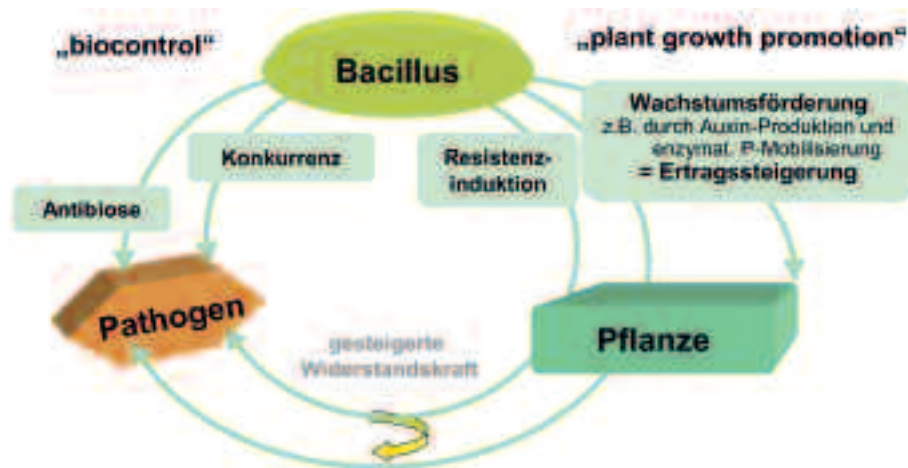 „biocontrol“
„plant growth promotion“
Bacillus
Wachstumsförderung
z.B. durch Auxin-Produktion und
enzymat. P-Mobilisierung
= Ertragssteigerung
Konkurrenz
Resistenz-
induktion
Antibiose
Pathogen
Pflanze
gesteigerte
Widerstandskraft